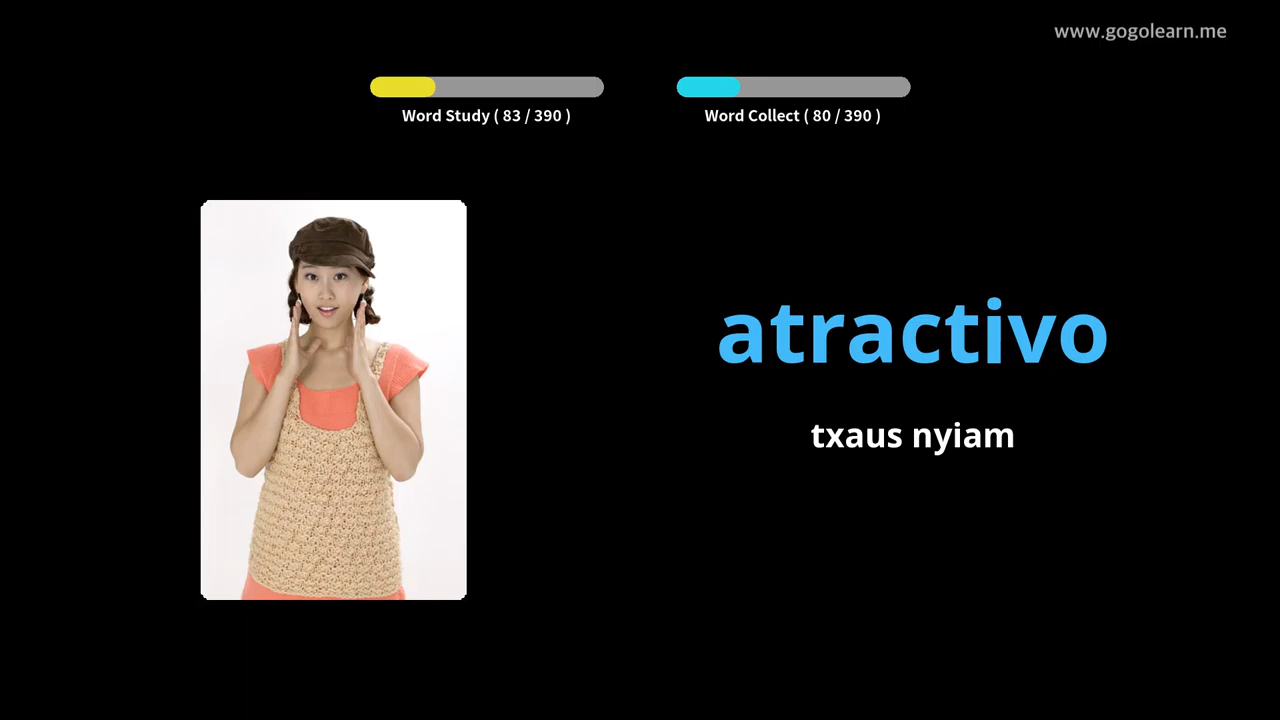 www.gogolearn.me
Word Study ( 83 / 390 )
Word Collect ( 80 / 390 )
atractivo
txaus nyiam